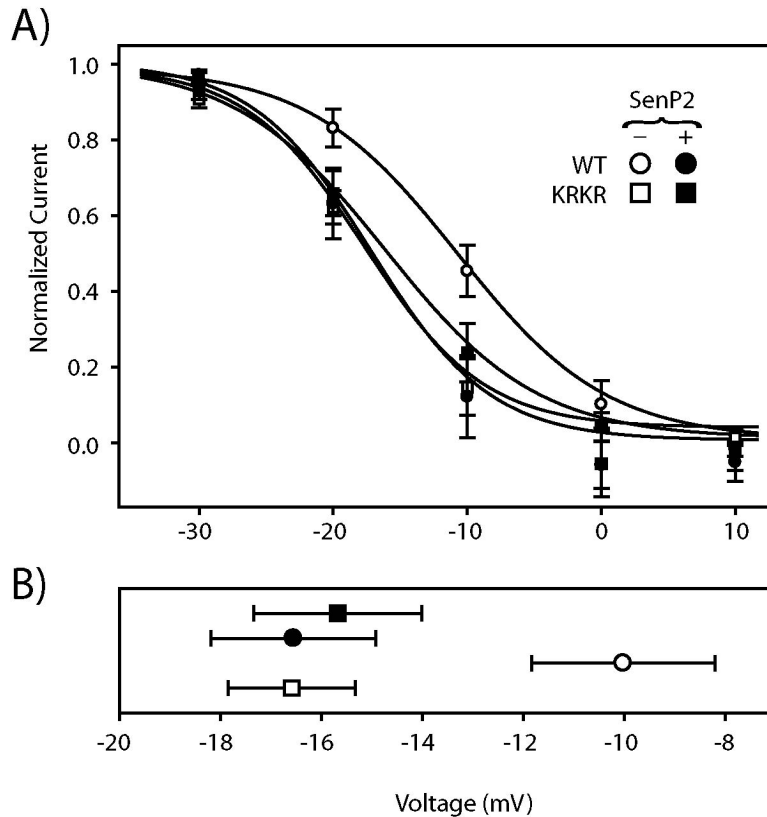 A)
1.0
0.8
0.6
0.4
0.2
0.0
Normalized Current
SenP2
− +
WT
KRKR
-30 -20 -10 0 10
B)
-20 -18 -16 -14 -12 -10 -8
Voltage (mV)